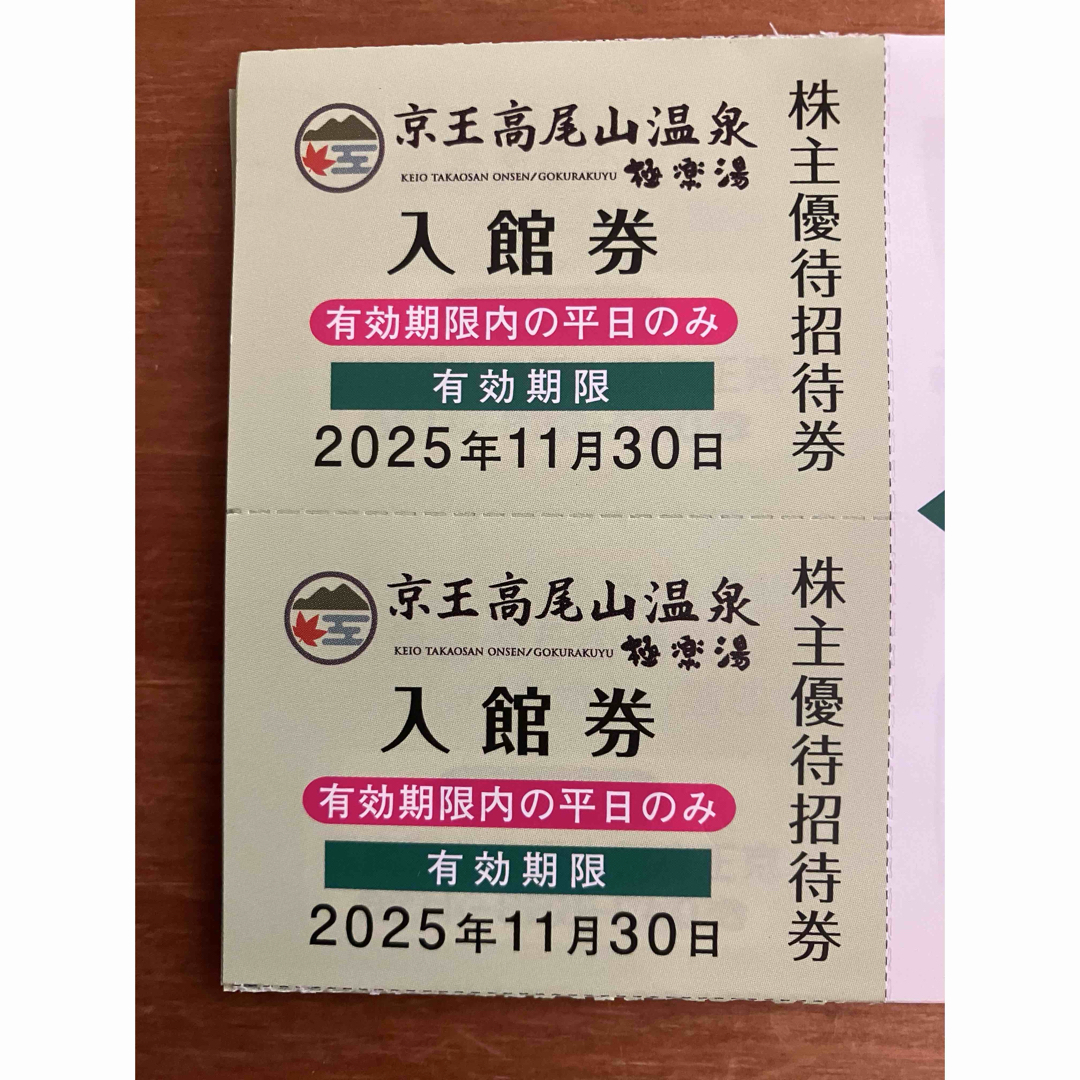 京王高尾山温泉
KEIO TAKAOSAN ONSEN/GOKURAKUYU 極楽湯
入館券
有効期限内の平日のみ
有効期限
2025年11月30日
株主優待招待券
京王高尾山温泉
KEIO TAKAOSAN ONSEN/GOKURAKUYU 極楽湯
入館券
有効期限内の平日のみ
有効期限
2025年11月30日
株主優待招待券